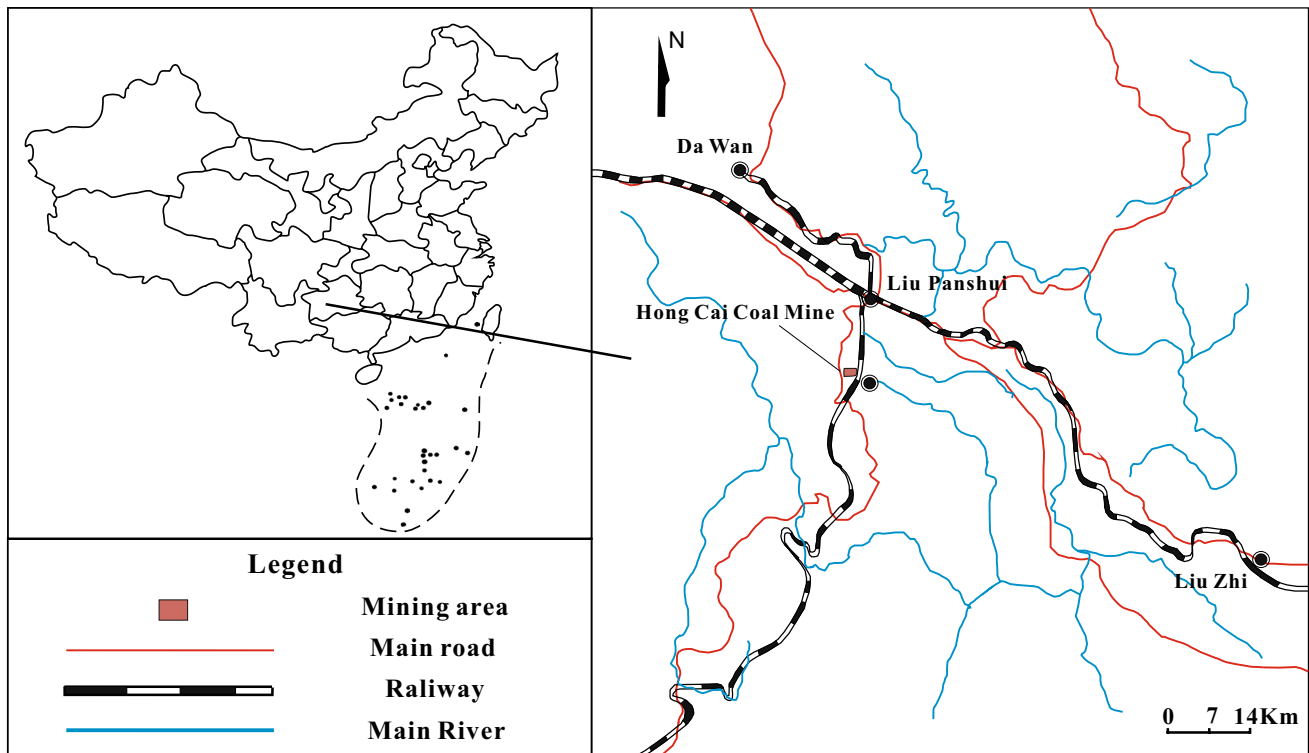 N
Da Wan
Liu Panshui
Hong Cai Coal Mine
Liu Zhi
0 7 14Km
Legend
Mining area
Main road
Raliway
Main River